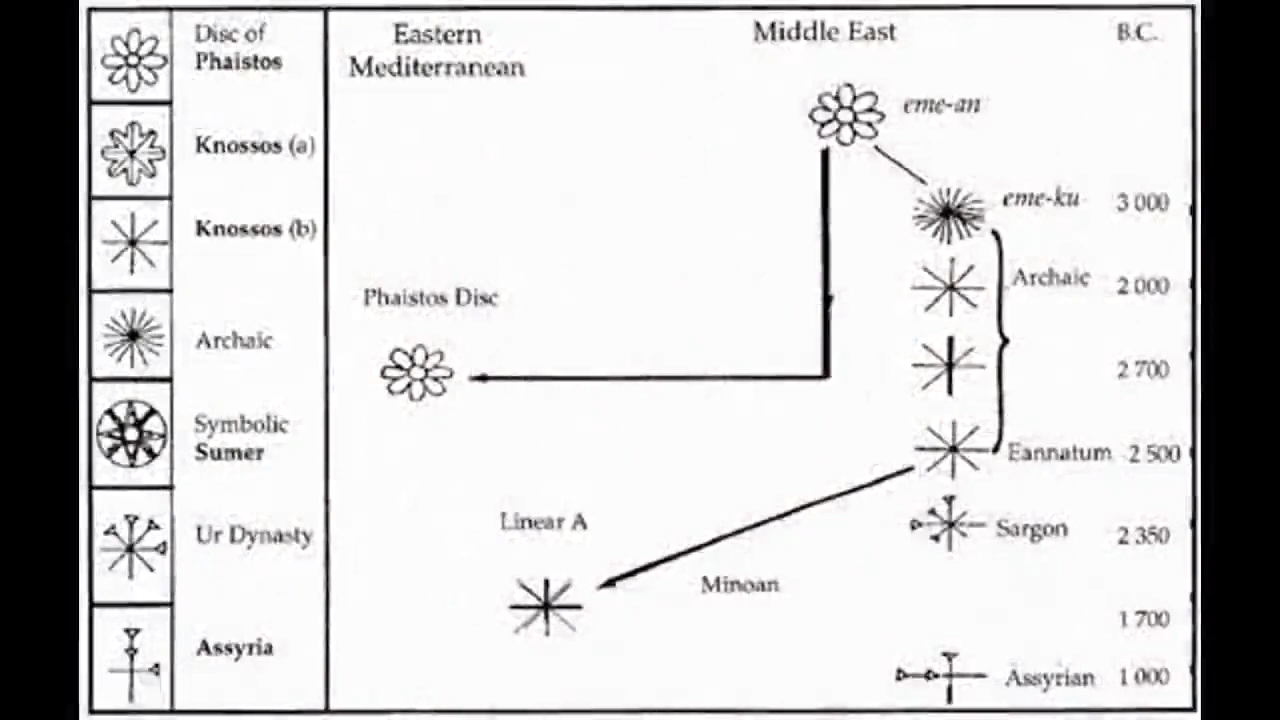 Disc of
Phaistos
Knossos (a)
Knossos (b)
Archaic
Symbolic
Sumer
Ur Dynasty
Assyria
Eastern
Mediterranean
Middle East
B.C.
eme-an
eme-ku
3 000
Archaic
2 000
Phaistos Disc
2 700
Eannatum
2 500
Linear A
Sargon
2 350
Minoan
1 700
Assyrian
1 000